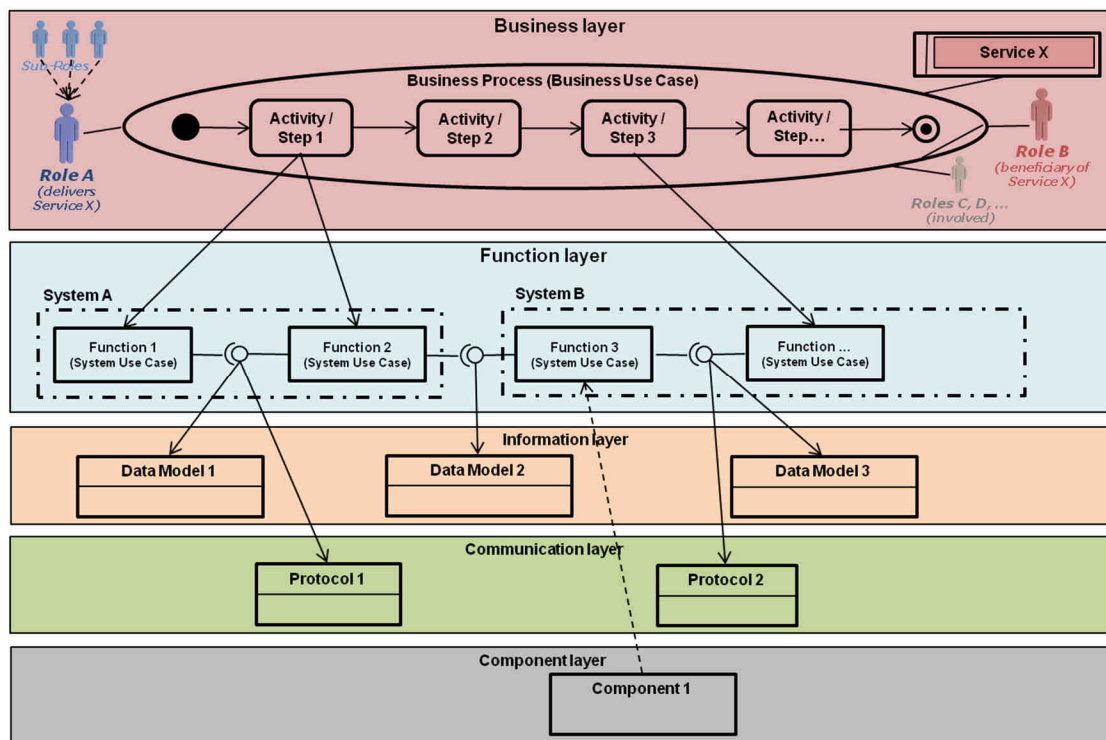 Business layer
Sub-Roles
Service X
Business Process (Business Use Case)
Activity /
Step 1
Activity /
Step 2
Activity /
Step 3
Activity /
Step…
Role A
(delivers
Service X)
Role B
(beneficiary of
Service X)
Roles C, D, …
(involved)
Function layer
System A
System B
Function 1
(System Use Case)
Function 2
(System Use Case)
Function 3
(System Use Case)
Function …
(System Use Case)
Information layer
Data Model 1
Data Model 2
Data Model 3
Communication layer
Protocol 1
Protocol 2
Component layer
Component 1